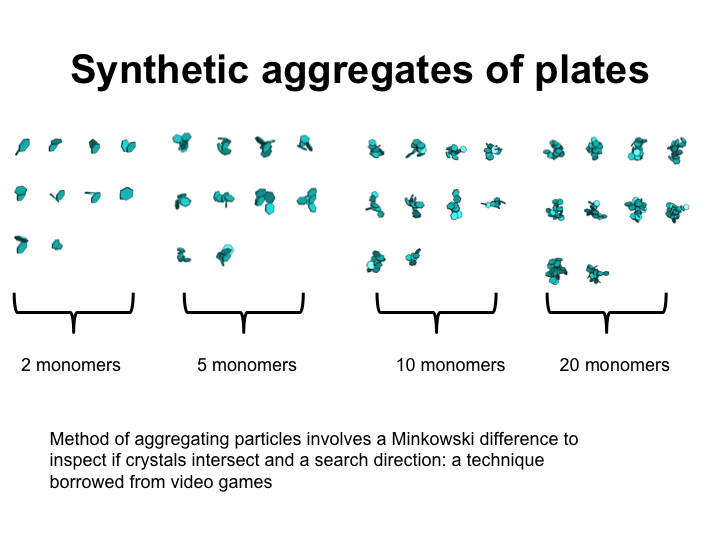 Synthetic aggregates of plates
2 monomers
5 monomers
10 monomers
20 monomers
Method of aggregating particles involves a Minkowski difference to
inspect if crystals intersect and a search direction: a technique
borrowed from video games